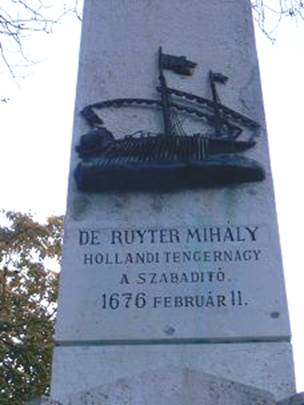 DE RUYTER MIHÁLY
HOLLANDI TENGERNAGY
A SZABADITÓ.
1676 FEBRUÁR 11.